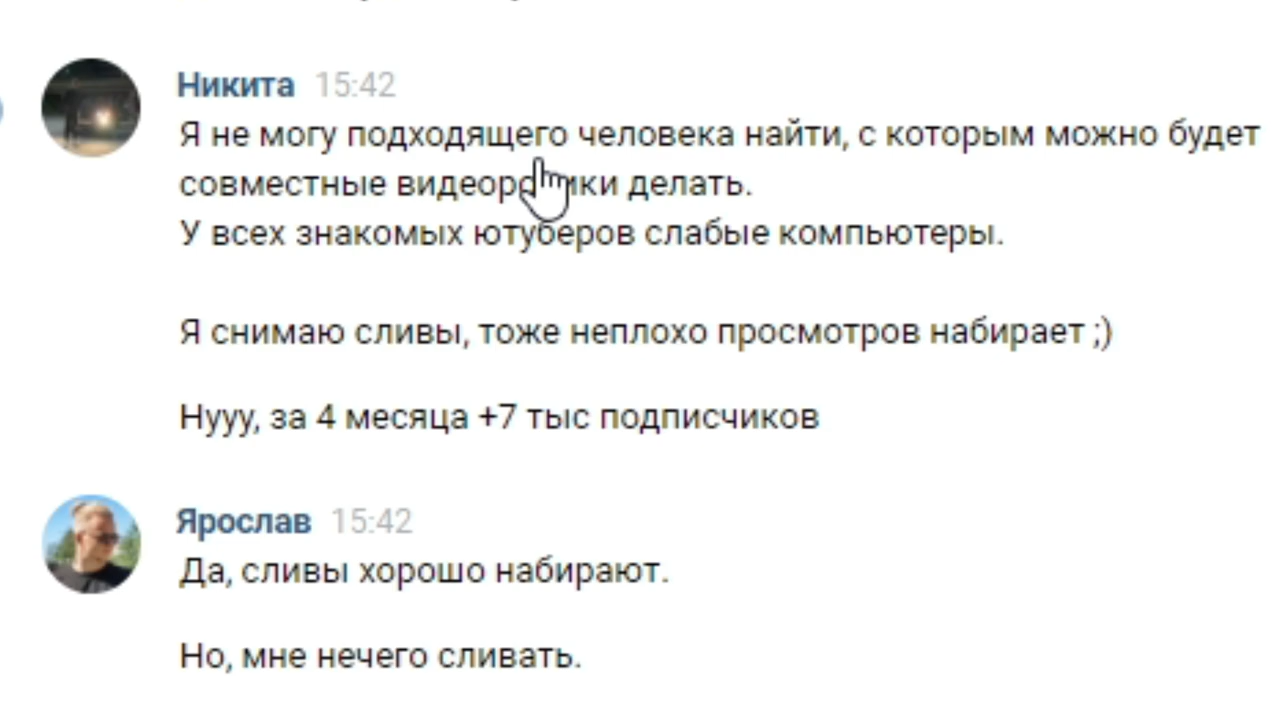 Никита 15:42
Я не могу подходящего человека найти, с которым можно будет
совместные делать.
У всех знакомых ютуберов слабые компьютеры.
Я снимаю сливы, тоже неплохо просмотров набирает ;)
Нууу, за 4 месяца +7 тыс подписчиков
Ярослав 15:42
Да, сливы хорошо набирают.
Но, мне нечего сливать.